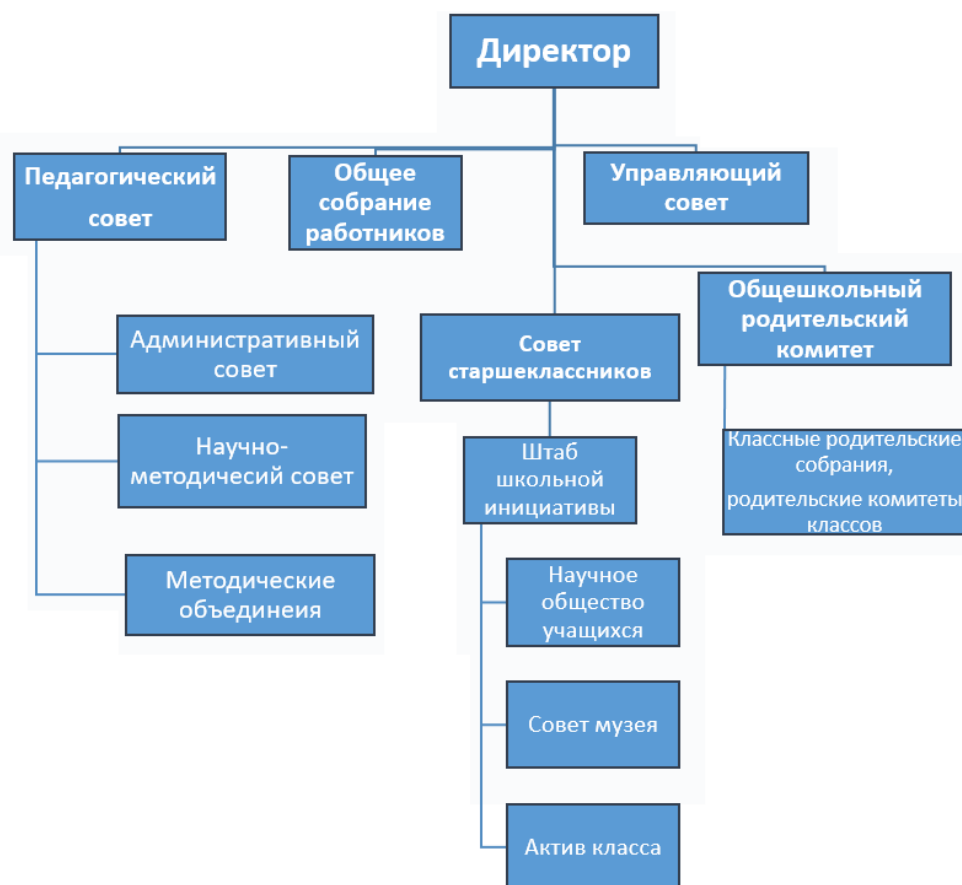 Директор
Педагогический
совет
Общее
собрание
работников
Управляющий
совет
Общешкольный
родительский
комитет
Административный
совет
Совет
старшеклассников
Научно-
методичесий совет
Штаб
школьной
инициативы
Классные родительские
собрания,
родительские комитеты
классов
Методические
объединеия
Научное
общество
учащихся
Совет музея
Актив класса